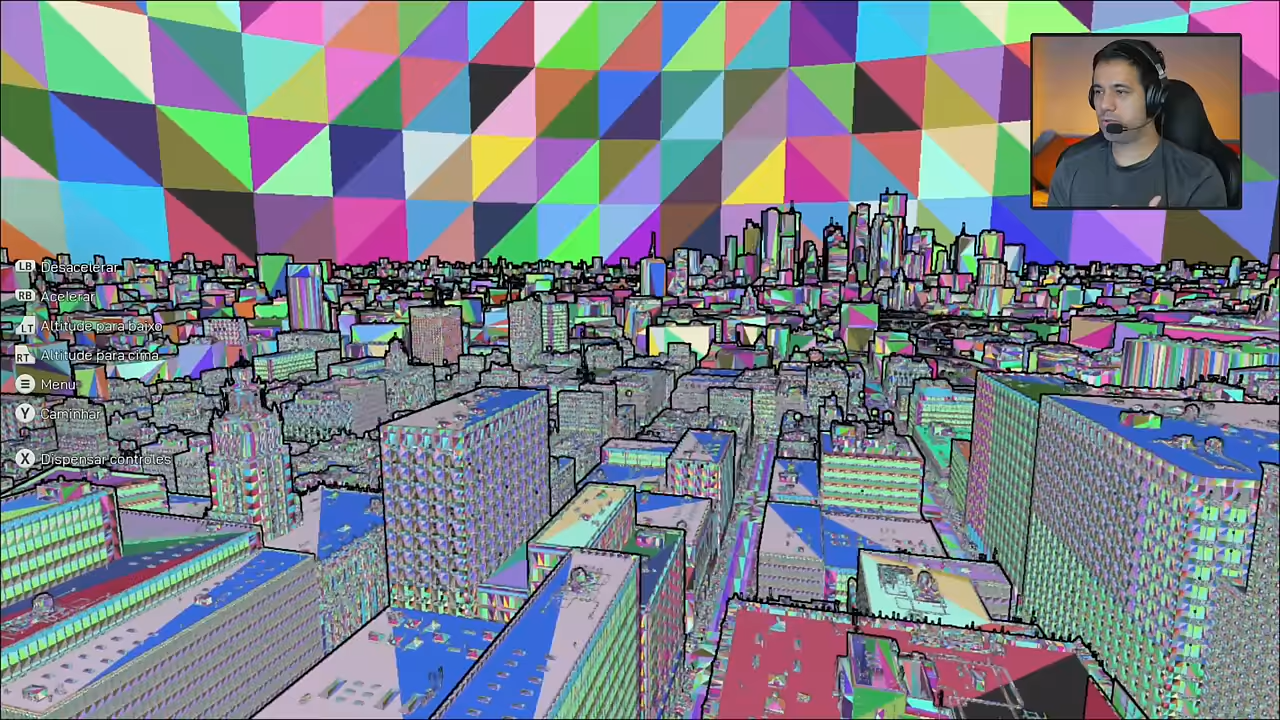 LB Desacelerar
RB Acelerar
LT Altitude para baixo
RT Altitude para cima
Menu
Y Caminhar
X Dispensar controles